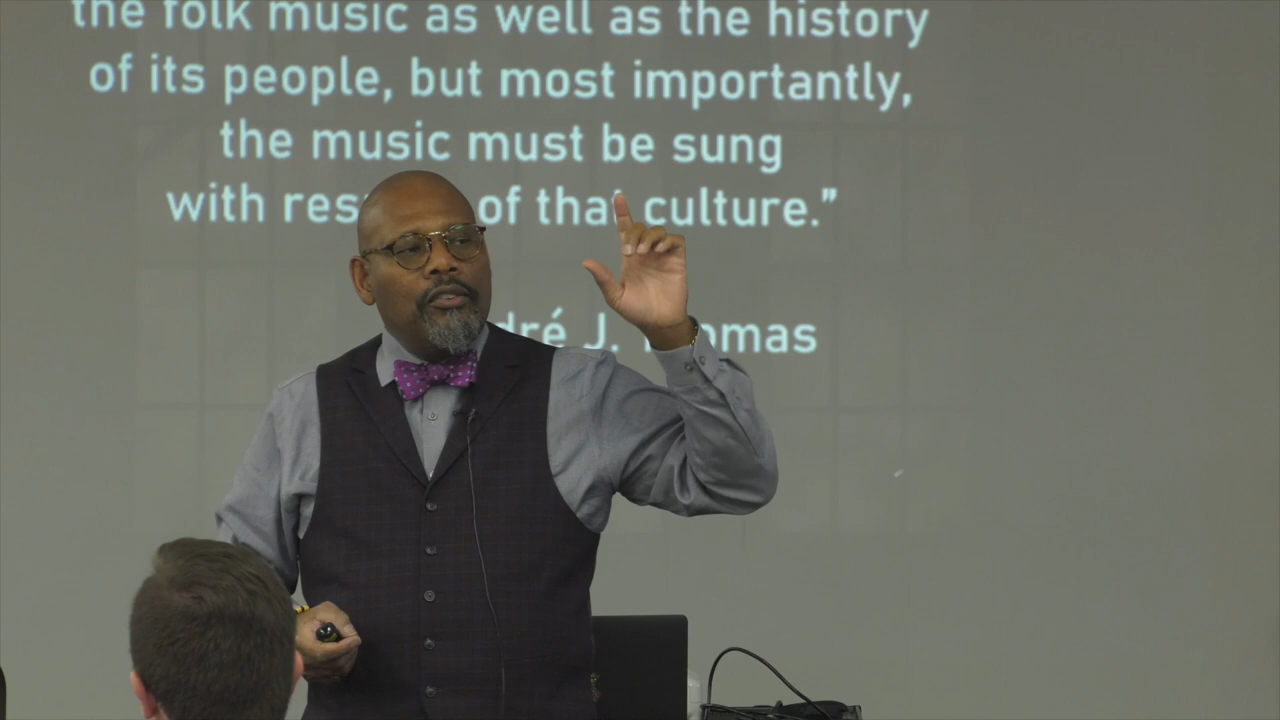 the folk music as well as the history
of its people, but most importantly,
the music must be sung
with of that culture.”
J.